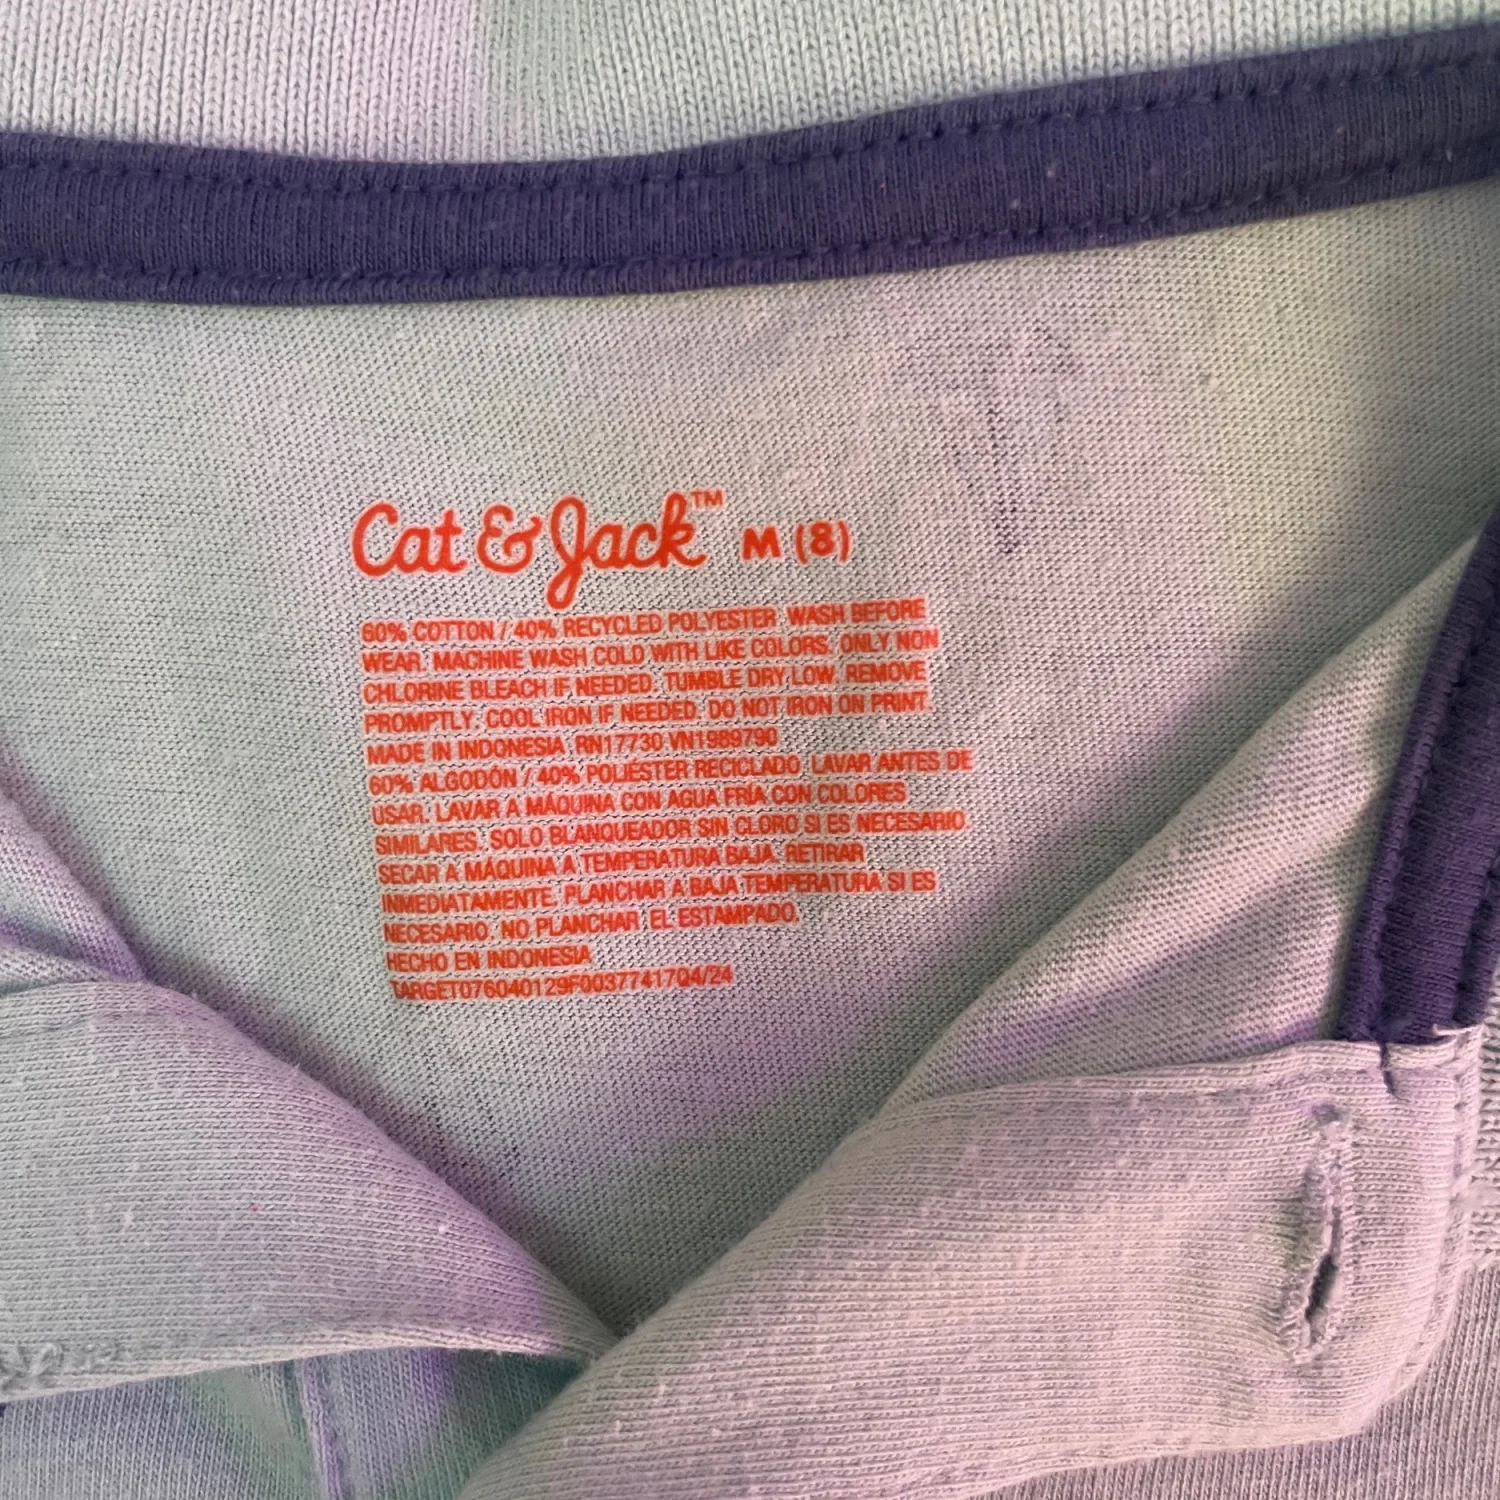 Cat & Jack™ M (8)
60% COTTON / 40% RECYCLED POLYESTER. WASH BEFORE
WEAR. MACHINE WASH COLD WITH LIKE COLORS. ONLY NON
CHLORINE BLEACH IF NEEDED. TUMBLE DRY LOW. REMOVE
PROMPTLY. COOL IRON IF NEEDED. DO NOT IRON ON PRINT.
MADE IN INDONESIA RN17730 VN1989790
60% ALGODÓN / 40% POLIÉSTER RECICLADO. LAVAR ANTES DE
USAR. LAVAR A MÁQUINA CON AGUA FRÍA CON COLORES
SIMILARES. SOLO BLANQUEADOR SIN CLORO SI ES NECESARIO.
SECAR A MÁQUINA A TEMPERATURA BAJA. RETIRAR
INMEDIATAMENTE. PLANCHAR A BAJA TEMPERATURA SI ES
NECESARIO. NO PLANCHAR EL ESTAMPADO.
HECHO EN INDONESIA
TARGET076040129F0037741704/24